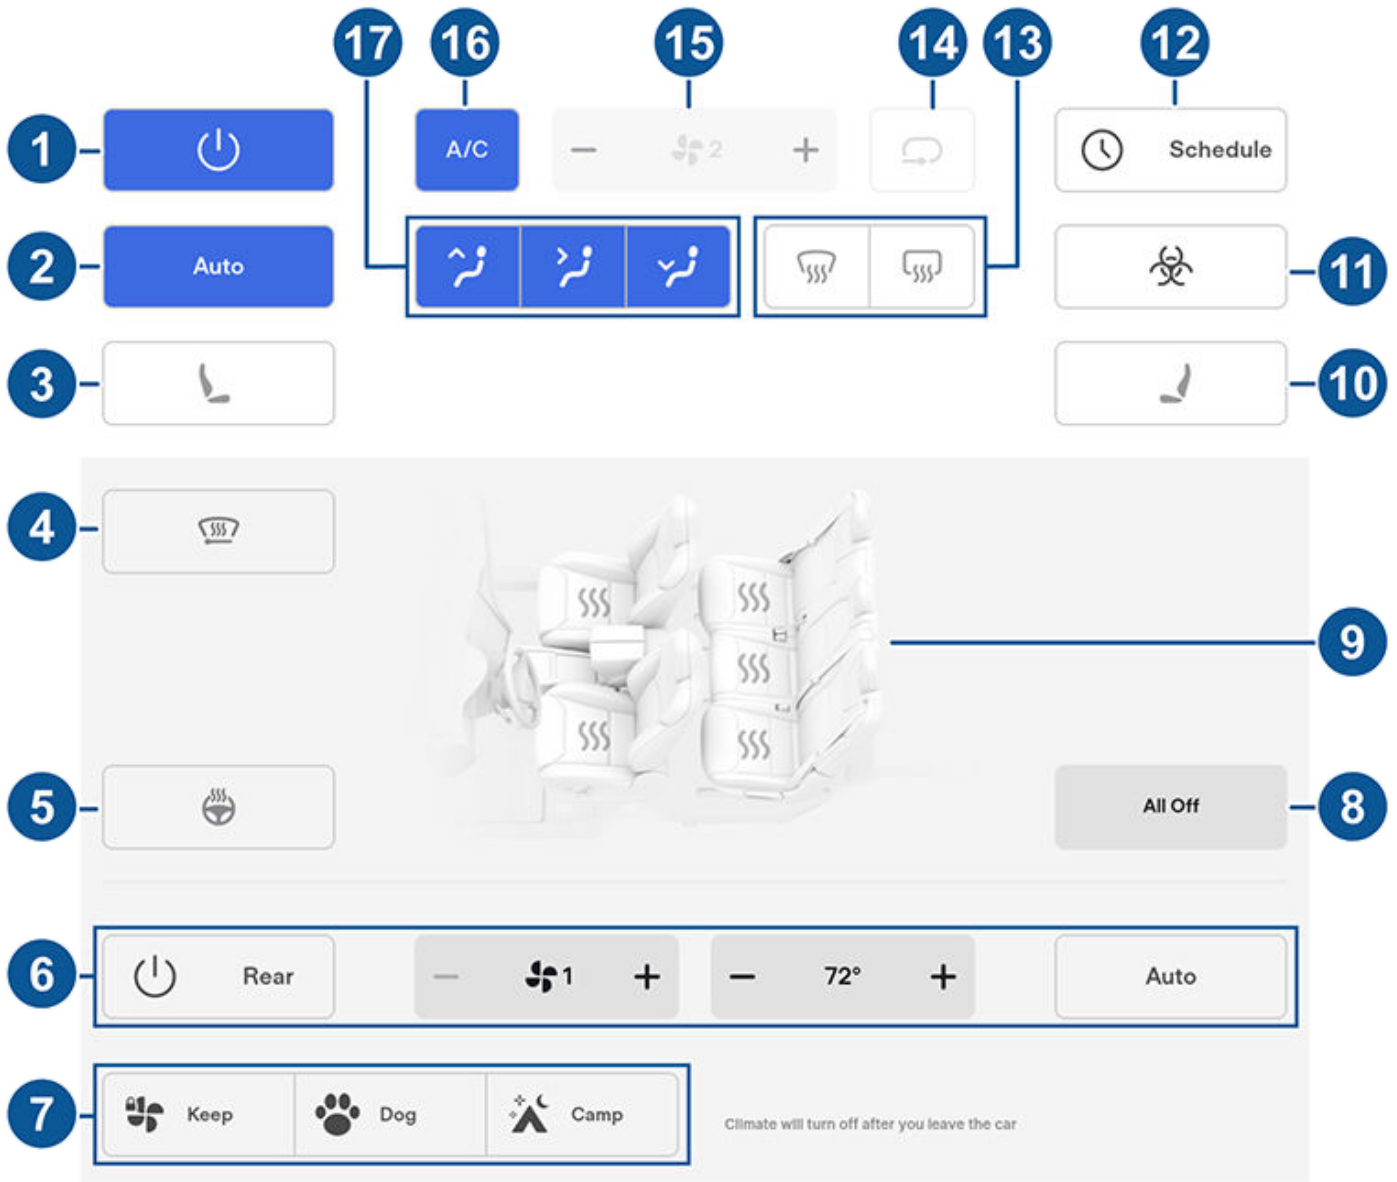 17 16 15 14 13 12
1 A/C 2 Schedule
2 Auto 11
3 10
4
9
5 All Off 8
6 Rear 1 72° Auto
7 Keep Dog Camp Climate will turn off after you leave the car